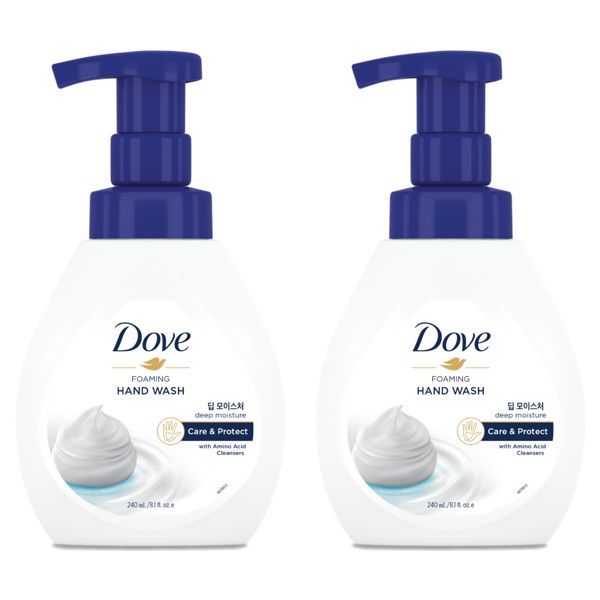 Dove
FOAMING
HAND WASH
딥 모이스처
deep moisture
Care & Protect
with Amino Acid
Cleansers
240 ml./8.1 fl. oz.e
Dove
FOAMING
HAND WASH
딥 모이스처
deep moisture
Care & Protect
with Amino Acid
Cleansers
240 ml./8.1 fl. oz.e